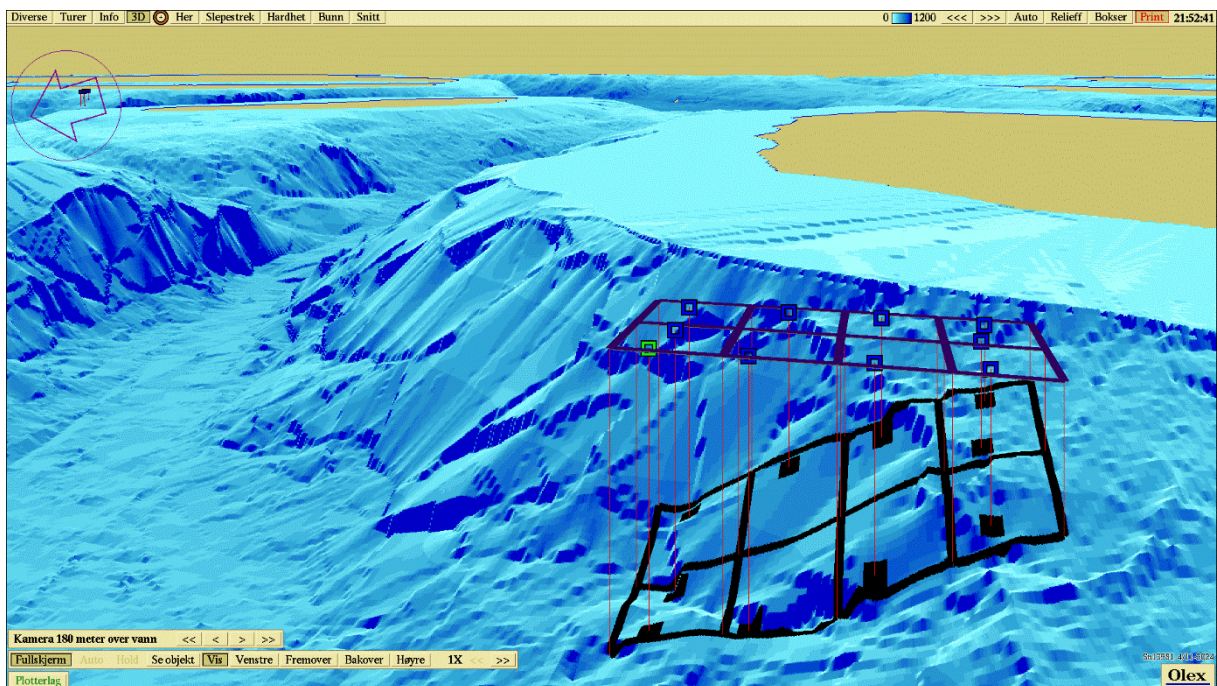 Diverse Turer Info 3D Her Slepestrek Hardhet Bunn Snitt 0 1200 <<< >>> Auto Relieff Bokser Print 21:52:41
Kamera 180 meter over vann << < > >>
Fullskjerm Auto Hold Se objekt Vis Venstre Fremover Bakover Høyre 1X << >>
Plotterlag Olex